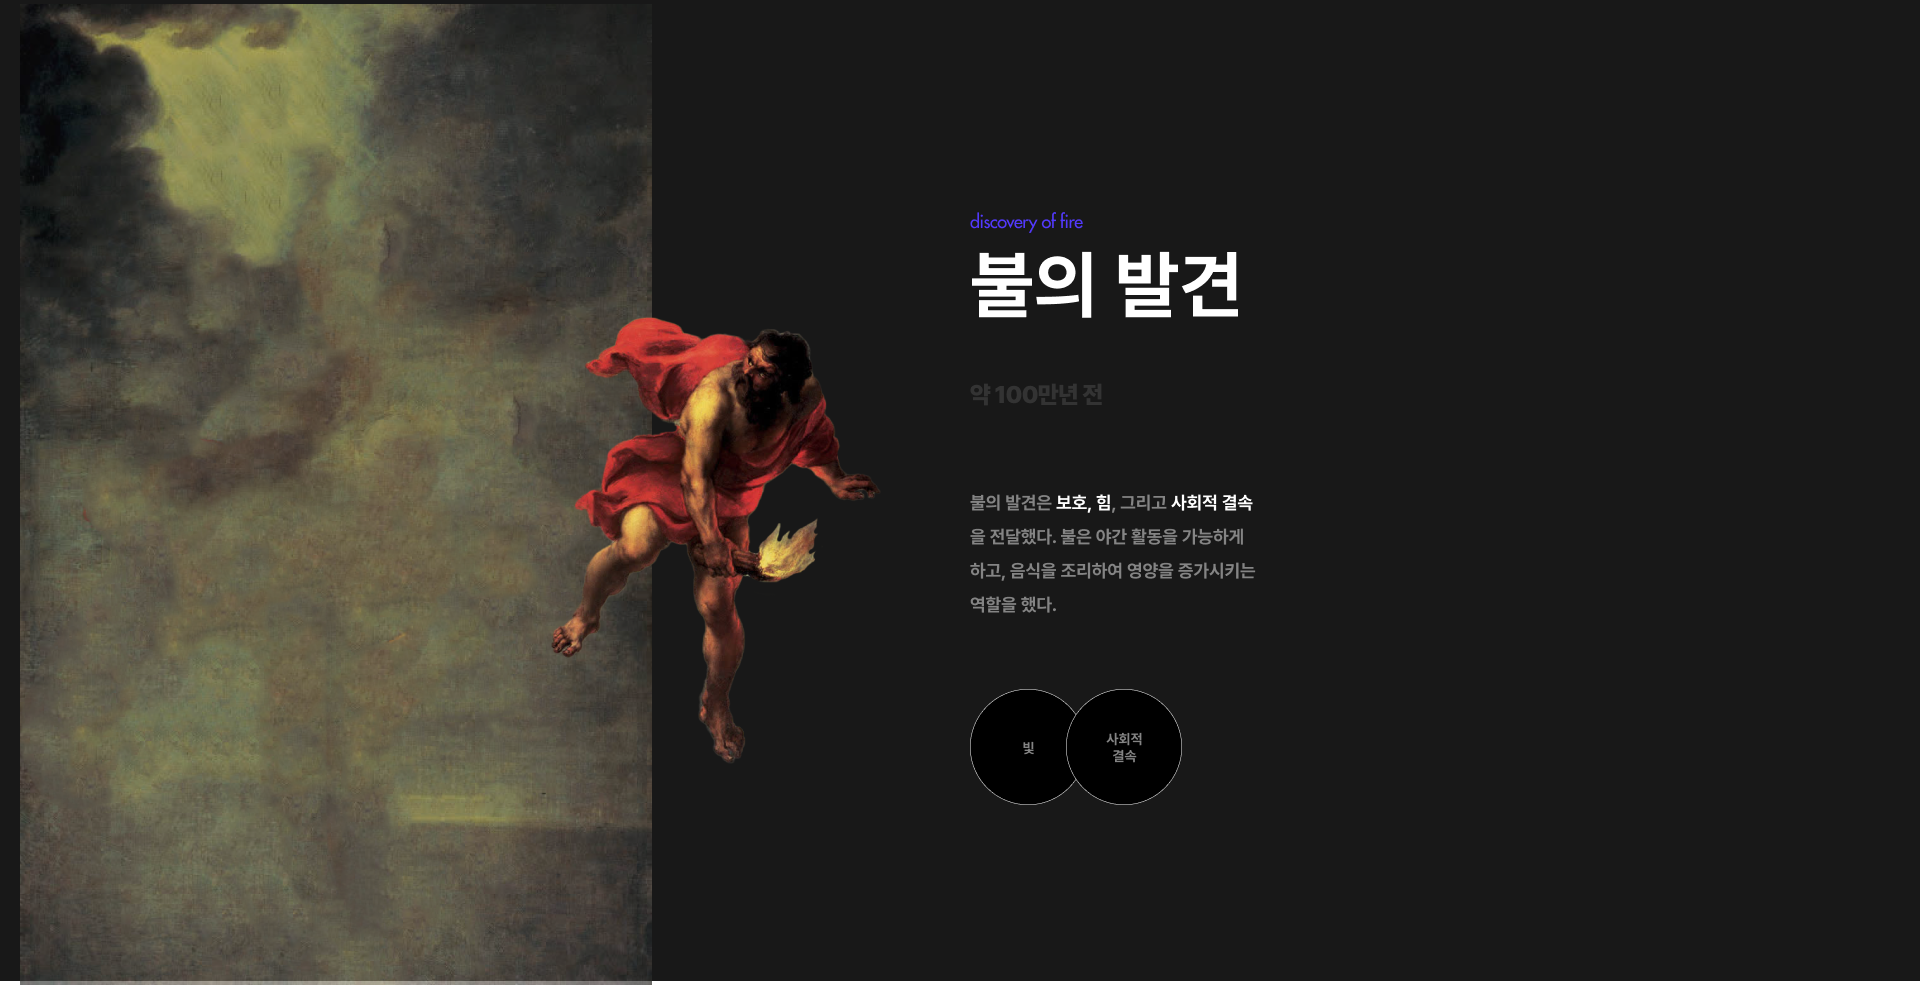 discovery of fire
불의 발견
약 100만년 전
불의 발견은 보호, 힘, 그리고 사회적 결속
을 전달했다. 불은 야간 활동을 가능하게
하고, 음식을 조리하여 영양을 증가시키는
역할을 했다.
빛
사회적
결속